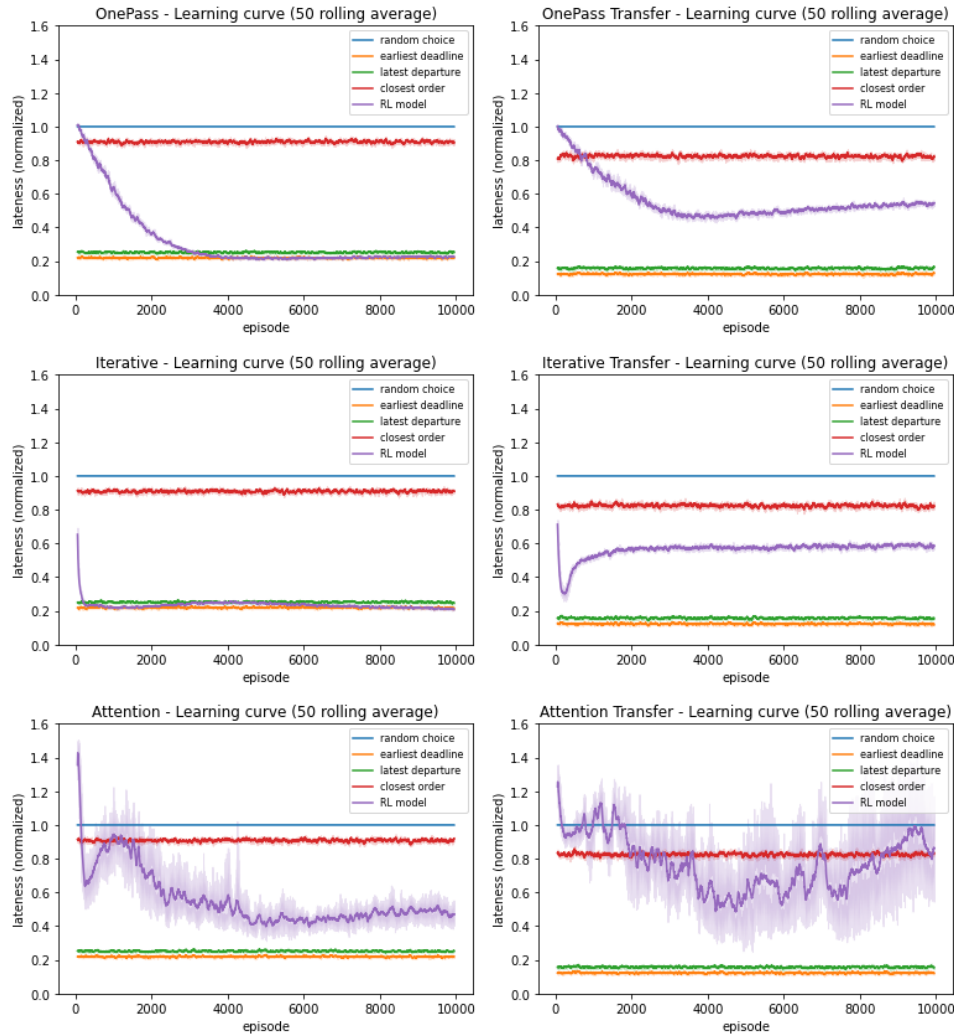 OnePass - Learning curve (50 rolling average)
1.6
1.4
1.2
1.0
0.8
0.6
0.4
0.2
0.0
lateness (normalized)
random choice
earliest deadline
latest departure
closest order
RL model
0 2000 4000 6000 8000 10000
episode
OnePass Transfer - Learning curve (50 rolling average)
1.6
1.4
1.2
1.0
0.8
0.6
0.4
0.2
0.0
lateness (normalized)
random choice
earliest deadline
latest departure
closest order
RL model
0 2000 4000 6000 8000 10000
episode
Iterative - Learning curve (50 rolling average)
1.6
1.4
1.2
1.0
0.8
0.6
0.4
0.2
0.0
lateness (normalized)
random choice
earliest deadline
latest departure
closest order
RL model
0 2000 4000 6000 8000 10000
episode
Iterative Transfer - Learning curve (50 rolling average)
1.6
1.4
1.2
1.0
0.8
0.6
0.4
0.2
0.0
lateness (normalized)
random choice
earliest deadline
latest departure
closest order
RL model
0 2000 4000 6000 8000 10000
episode
Attention - Learning curve (50 rolling average)
1.6
1.4
1.2
1.0
0.8
0.6
0.4
0.2
0.0
lateness (normalized)
random choice
earliest deadline
latest departure
closest order
RL model
0 2000 4000 6000 8000 10000
episode
Attention Transfer - Learning curve (50 rolling average)
1.6
1.4
1.2
1.0
0.8
0.6
0.4
0.2
0.0
lateness (normalized)
random choice
earliest deadline
latest departure
closest order
RL model
0 2000 4000 6000 8000 10000
episode